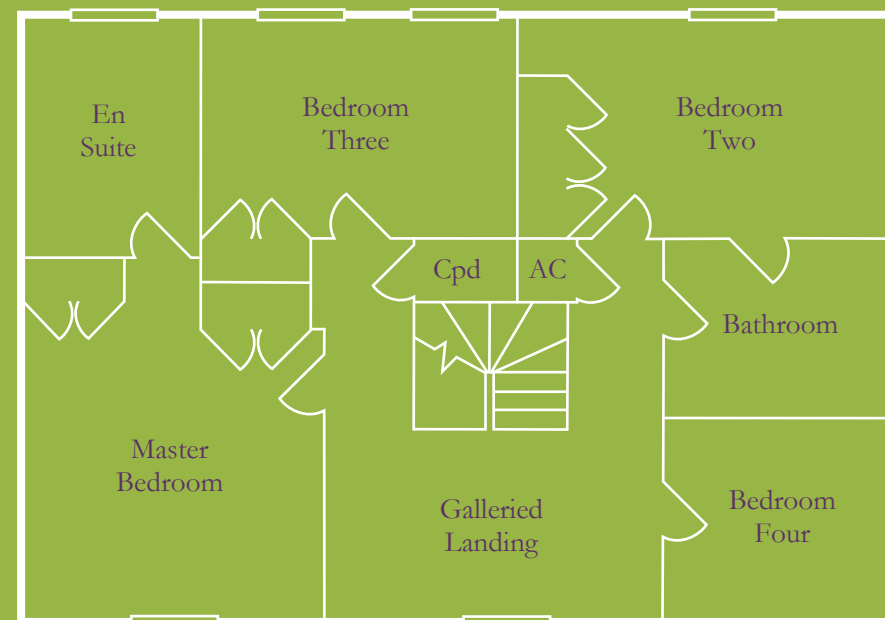 En
Suite
Bedroom
Three
Bedroom
Two
Cpd
AC
Bathroom
Master
Bedroom
Galleried
Landing
Bedroom
Four